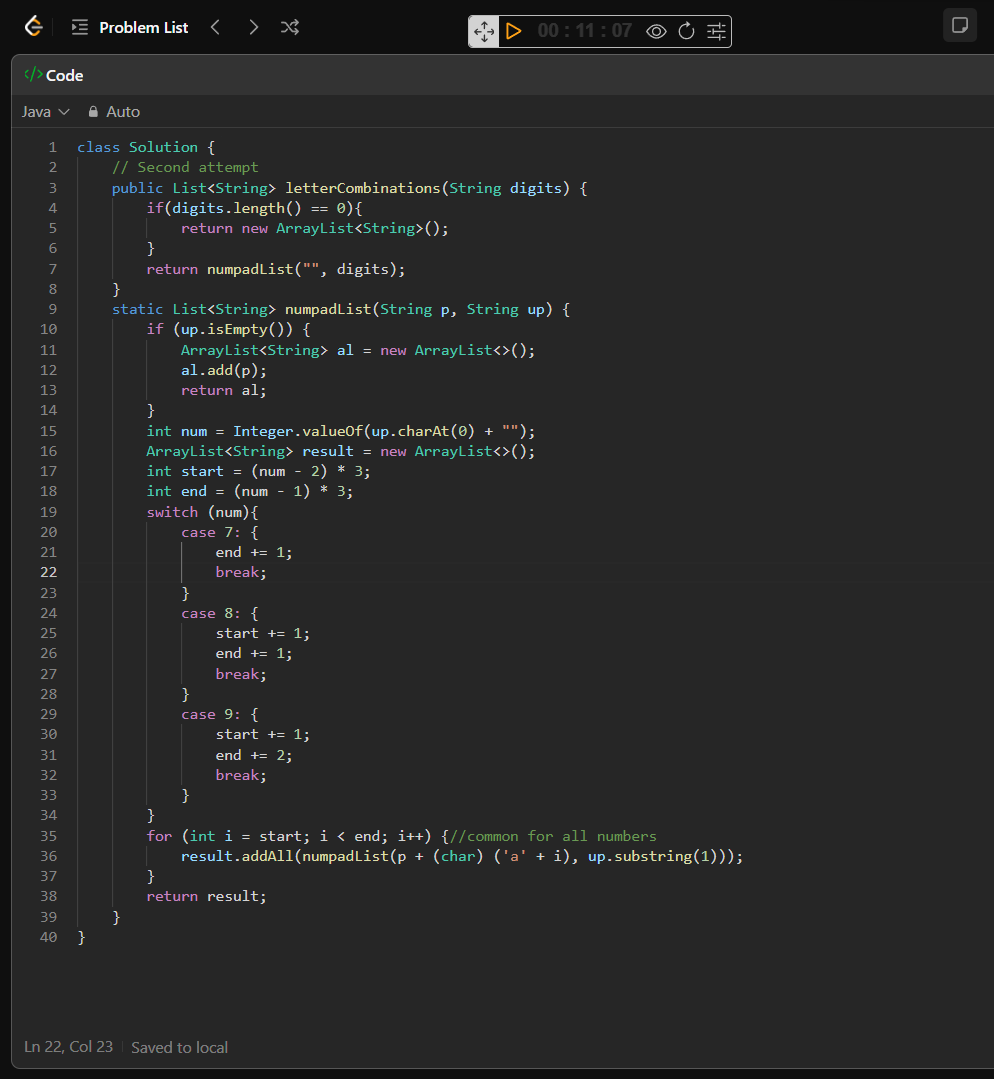 Problem List
00 : 11 : 07
</> Code
Java Auto
1 class Solution {
2 // Second attempt
3 public List<String> letterCombinations(String digits) {
4 if(digits.length() == 0){
5 return new ArrayList<String>();
6 }
7 return numpadList("", digits);
8 }
9 static List<String> numpadList(String p, String up) {
10 if (up.isEmpty()) {
11 ArrayList<String> al = new ArrayList<>();
12 al.add(p);
13 return al;
14 }
15 int num = Integer.valueOf(up.charAt(0) + "");
16 ArrayList<String> result = new ArrayList<>();
17 int start = (num - 2) * 3;
18 int end = (num - 1) * 3;
19 switch (num){
20 case 7: {
21 end += 1;
22 break;
23 }
24 case 8: {
25 start += 1;
26 end += 1;
27 break;
28 }
29 case 9: {
30 start += 1;
31 end += 2;
32 break;
33 }
34 }
35 for (int i = start; i < end; i++) {//common for all numbers
36 result.addAll(numpadList(p + (char) ('a' + i), up.substring(1)));
37 }
38 return result;
39 }
40 }
Ln 22, Col 23 Saved to local